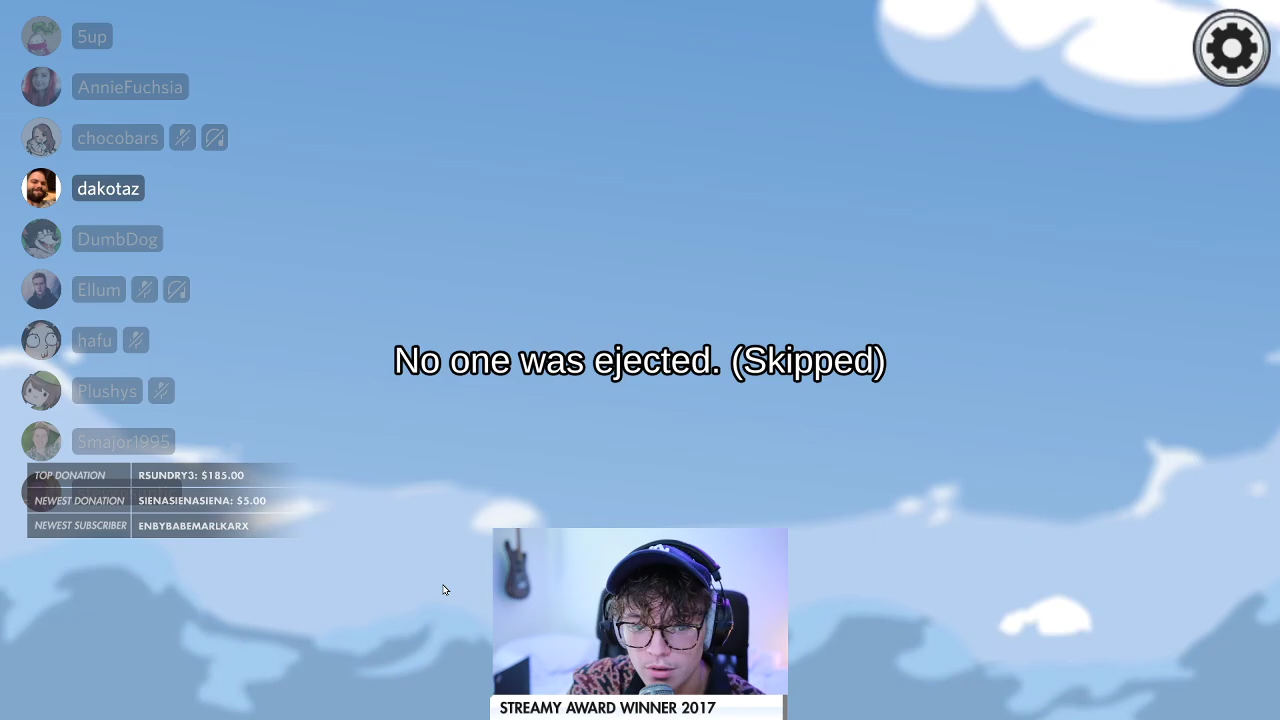 5up
AnnieFuchsia
chocobars
dakotaz
DumbDog
Ellum
hafu
Plushys
Smajor1995
No one was ejected. (Skipped)
TOP DONATION RSUNDRY3: $185.00
NEWEST DONATION SIENASIENASIENA: $5.00
NEWEST SUBSCRIBER ENBYBABEMARLKARX
STREAMY AWARD WINNER 2017